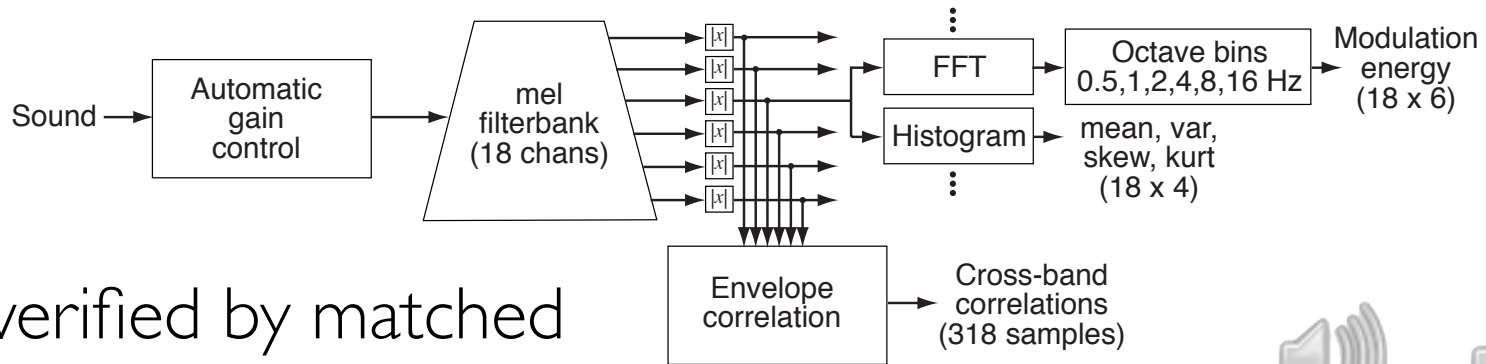 Sound
Automatic
gain
control
mel
filterbank
(18 chans)
|x|
|x|
|x|
|x|
|x|
|x|
FFT
Octave bins
0.5,1,2,4,8,16 Hz
Modulation
energy
(18 x 6)
Histogram
mean, var,
skew, kurt
(18 x 4)
Envelope
correlation
Cross-band
correlations
(318 samples)
verified by matched